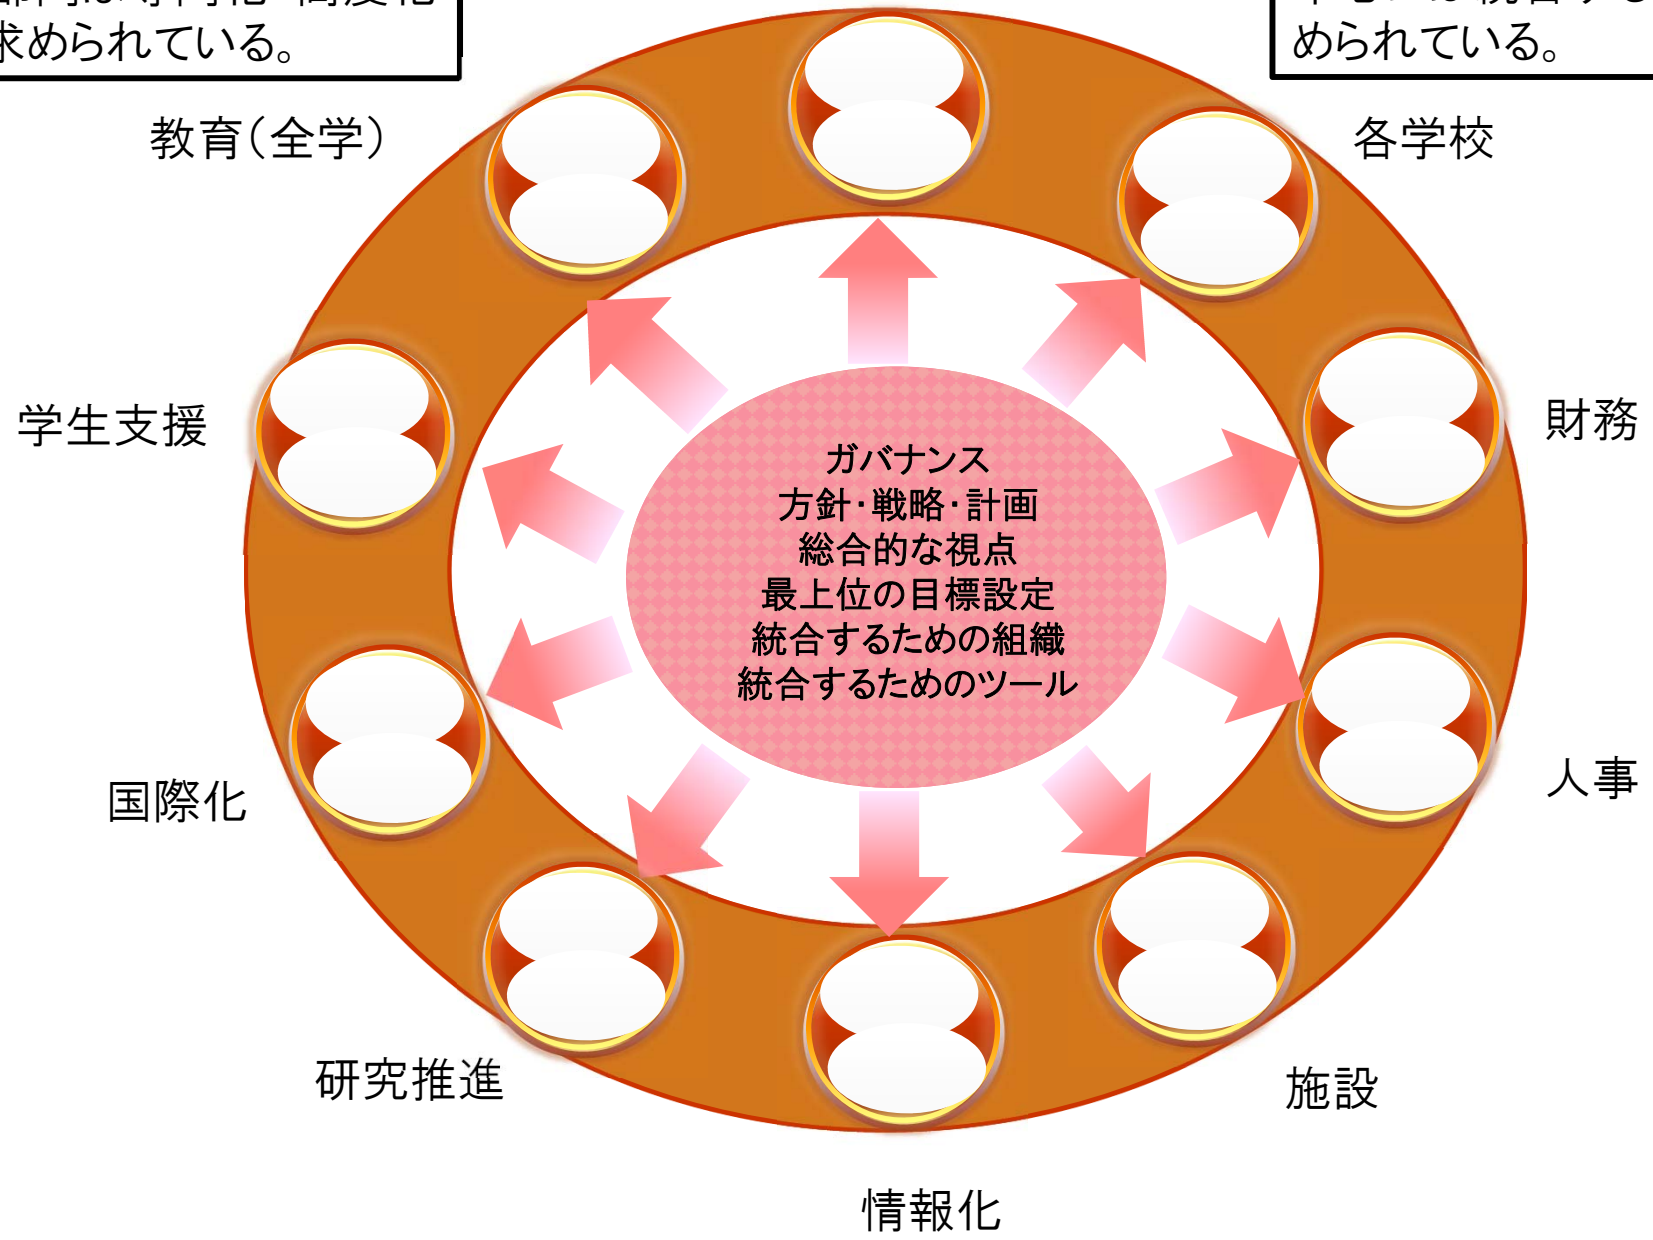 求められている。
められている。
教育(全学)
各学校
学生支援
財務
ガバナンス
方針・戦略・計画
総合的な視点
最上位の目標設定
統合するための組織
統合するためのツール
国際化
人事
研究推進
施設
情報化